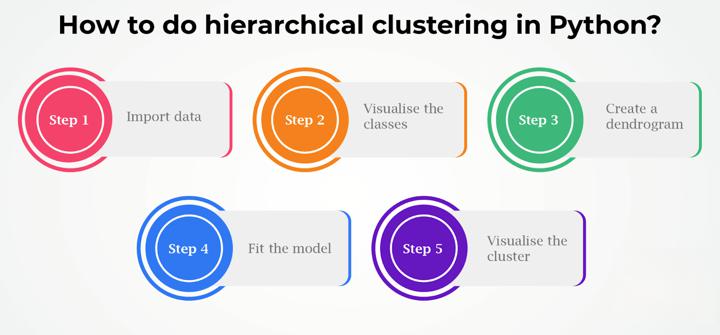 How to do hierarchical clustering in Python?
Step 1
Import data
Step 2
Visualise the
classes
Step 3
Create a
dendrogram
Step 4
Fit the model
Step 5
Visualise the
cluster